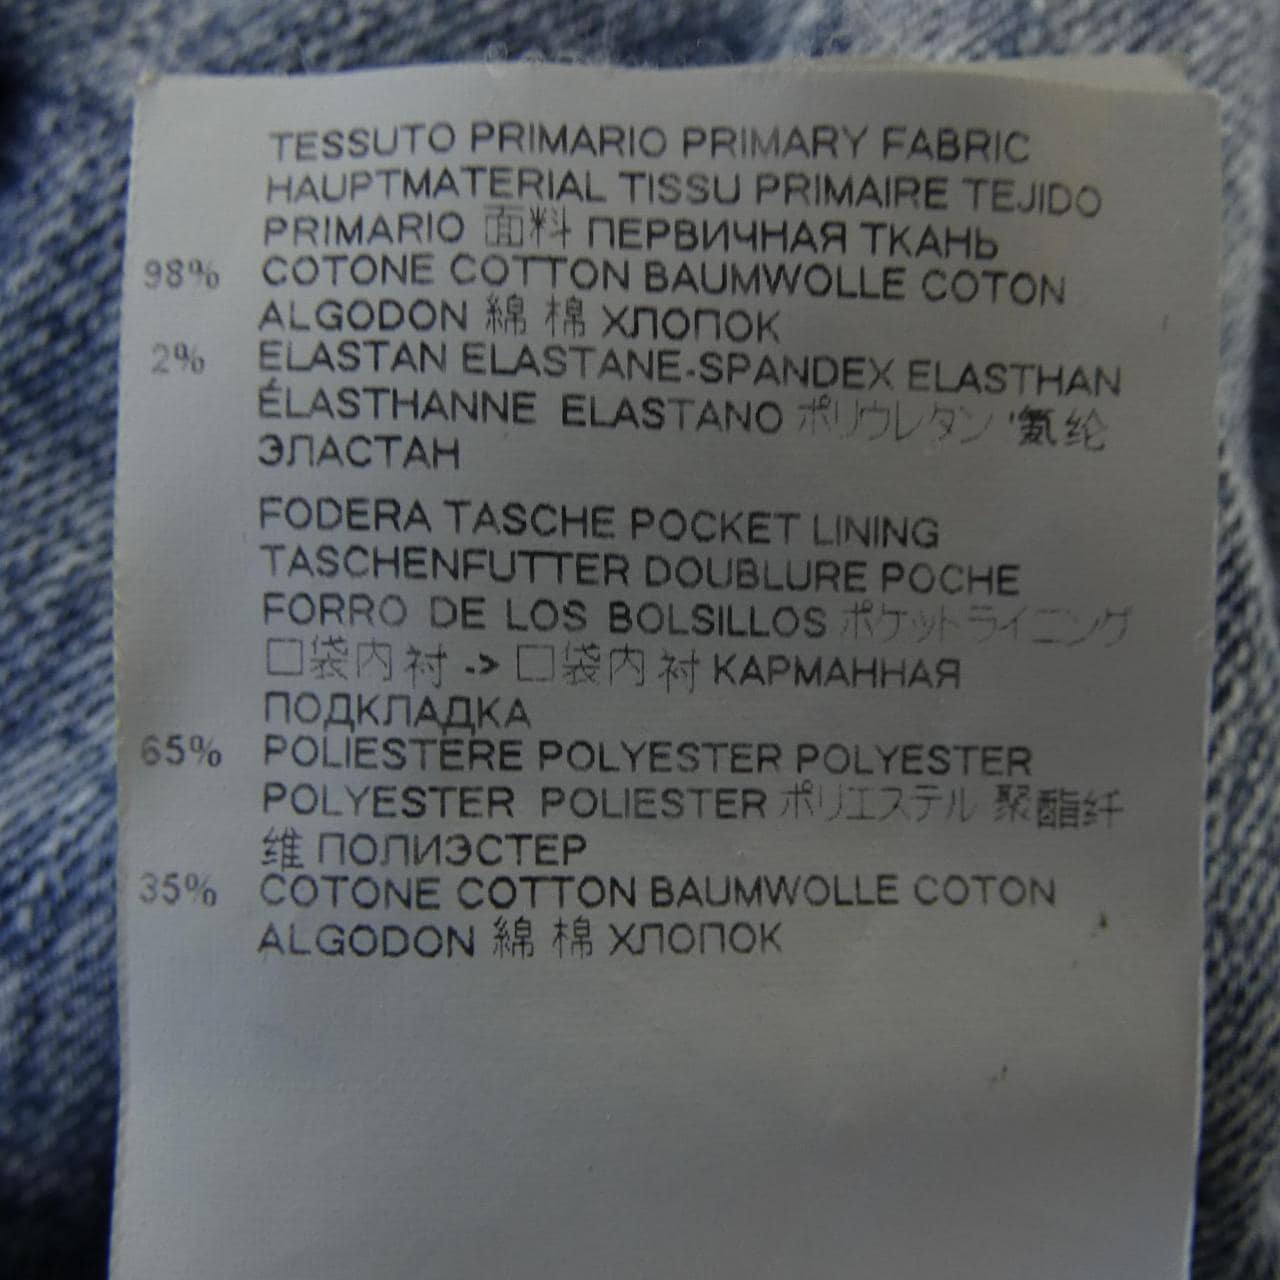 TESSUTO PRIMARIO PRIMARY FABRIC
HAUPTMATERIAL TISSU PRIMAIRE TEJIDO
PRIMARIO 面料 ПЕРВИЧНАЯ ТКАНЬ
98% COTONE COTTON BAUMWOLLE COTON
ALGODON 綿 棉 ХЛОПОК
2% ELASTAN ELASTANE-SPANDEX ELASTHAN
ÉLASTHANNE ELASTANO ポリウレタン '氨纶
ЭЛАСТАН
FODERA TASCHE POCKET LINING
TASCHENFUTTER DOUBLURE POCHE
FORRO DE LOS BOLSILLOS ポケットライニング
口袋内衬 -> 口袋内衬 КАРМАННАЯ
ПОДКЛАДКА
65% POLIESTERE POLYESTER POLYESTER
POLYESTER POLIESTER ポリエステル 聚酯纤
维 ПОЛИЭСТЕР
35% COTONE COTTON BAUMWOLLE COTON
ALGODON 綿 棉 ХЛОПОК